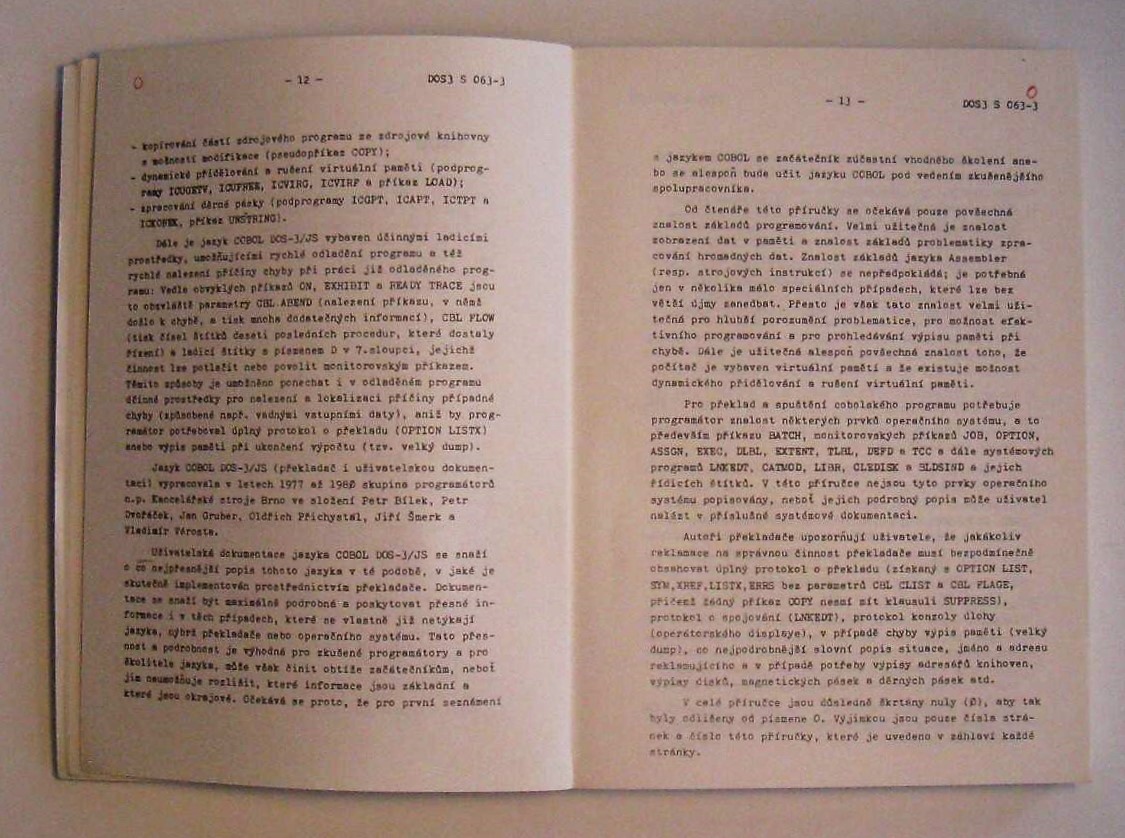 - 12 -
DOS3 S 063-3
- kopírování částí zdrojového programu ze zdrojové knihovny
s možností modifikace (pseudopříkaz COPY);
- dynamické přidělování a rušení virtuální paměti (podprog-
ramy ICUGETV, ICUFREE, ICVIRG, ICVIRF a příkaz LOAD);
- zpracování děrné pásky (podprogramy ICGPT, ICAPT, ICTPT a
příkaz UNSTRING).
Dále je jazyk COBOL DOS-3/JS vybaven účinnými ladicími
prostředky, umožňujícími rychlé odladění programu a též
rychlé nalezení příčiny chyby při práci již odladěného prog-
ramu: Vedle obvyklých příkazů ON, EXHIBIT a READY TRACE jsou
to obzvláště parametry CBL ABEND (nalezení příkazu, v němž
došlo k chybě, a tisk mnoha dodatečných informací), CBL FLOW
(tisk čísel štítků deseti posledních procedur, které dostaly
řízení) a ladicí štítky s písmenem D v 7.sloupci, jejichž
činnost lze potlačit nebo povolit monitorovským příkazem.
Těmito způsoby je umožněno ponechat i v odladěném programu
účinné prostředky pro nalezení a lokalizaci příčiny případné
chyby (způsobené např. vadnými vstupními daty), aniž by prog-
ramátor potřeboval úplný protokol o překladu (OPTION LISTX)
anebo výpis paměti při ukončení výpočtu (tzv. velký dump).
Jazyk COBOL DOS-3/JS (překladač i uživatelskou dokumen-
taci) vypracovala v letech 1977 až 198Ø skupina programátorů
n.p. Kancelářské stroje Brno ve složení Petr Bílek, Petr
Dvořáček, Jan Gruber, Oldřich Přichystal, Jiří Šmerk a
Vladimír Věrosta.
Uživatelská dokumentace jazyka COBOL DOS-3/JS se snaží
o co nejpřesnější popis tohoto jazyka v té podobě, v jaké je
skutečně implementován prostřednictvím překladače. Dokumen-
tace se snaží být maximálně podrobná a poskytovat přesné in-
formace i v těch případech, které se vlastně již netýkají
jazyka, nýbrž překladače nebo operačního systému. Tato přes-
nost a podrobnost je výhodná pro zkušené programátory a pro
školitele jazyka, může však činit obtíže začátečníkům, neboť
jim neumožňuje rozlišit, které informace jsou základní a
které jsou okrajové. Očekává se proto, že pro první seznámení
- 13 -
DOS3 S 063-3
s jazykem COBOL se začátečník zúčastní vhodného školení ane-
bo se alespoň bude učit jazyku COBOL pod vedením zkušenějšího
spolupracovníka.
Od čtenáře této příručky se očekává pouze povšechná
znalost základů programování. Velmi užitečná je znalost
zobrazení dat v paměti a znalost základů problematiky zpra-
cování hromadných dat. Znalost základů jazyka Assembler
(resp. strojových instrukcí) se nepředpokládá; je potřebná
jen v několika málo speciálních případech, které lze bez
větší újmy zanedbat. Přesto je však tato znalost velmi uži-
tečná pro hlubší porozumění problematice, pro možnost efek-
tivního programování a pro prohledávání výpisu paměti při
chybě. Dále je užitečná alespoň povšechná znalost toho, že
počítač je vybaven virtuální pamětí a že existuje možnost
dynamického přidělování a rušení virtuální paměti.
Pro překlad a spuštění cobolského programu potřebuje
programátor znalost některých prvků operačního systému, a to
především příkazu BATCH, monitorovských příkazů JOB, OPTION,
ASSGN, EXEC, DLBL, EXTENT, TLBL, DEFD a TCC a dále systémových
programů LNKEDT, CATMOD, LIBR, CLEDISK a BLDSIND a jejich
řídicích štítků. V této příručce nejsou tyto prvky operačního
systému popisovány, neboť jejich podrobný popis může uživatel
nalézt v příslušné systémové dokumentaci.
Autoři překladače upozorňují uživatele, že jakákoliv
reklamace na správnou činnost překladače musí bezpodmínečně
obsahovat úplný protokol o překladu (získaný s OPTION LIST,
SYM,XREF,LISTX,ERRS bez parametrů CBL CLIST a CBL FLAGE,
přičemž žádný příkaz COPY nesmí mít klausuli SUPPRESS),
protokol o spojování (LNKEDT), protokol konzoly úlohy
(operátorského displaye), v případě chyby výpis paměti (velký
dump), co nejpodrobnější slovní popis situace, jméno a adresu
reklamujícího a v případě potřeby výpisy adresářů knihoven,
výpisy disků, magnetických pásek a děrných pásek atd.
V celé příručce jsou důsledně škrtány nuly (Ø), aby tak
byly odlišeny od písmene O. Výjimkou jsou pouze čísla strá-
nek a číslo této příručky, které je uvedeno v záhlaví každé
stránky.